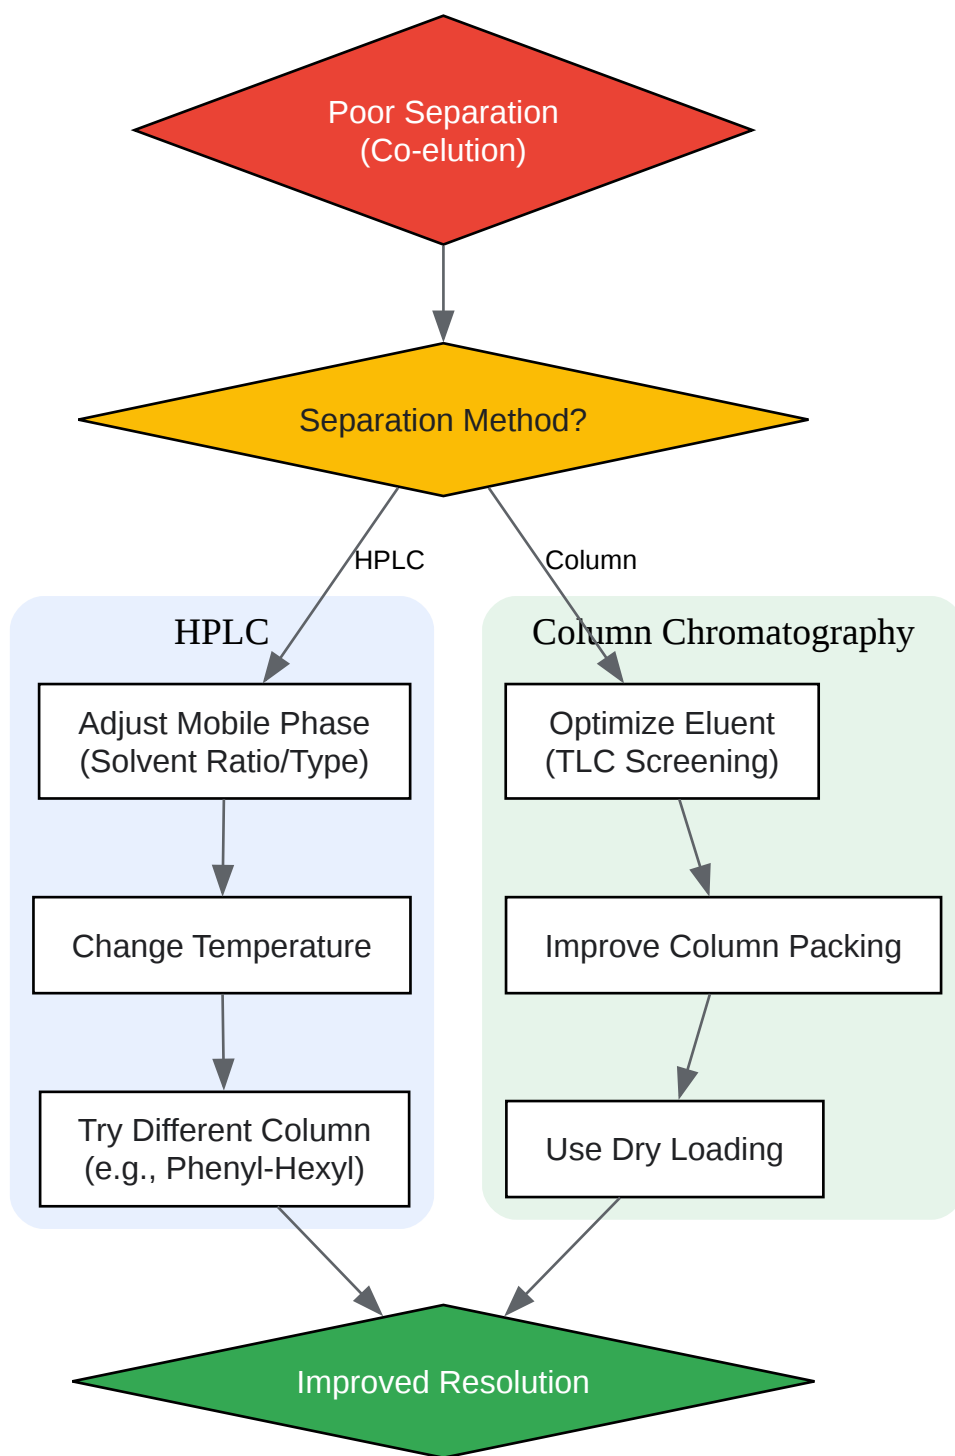 Poor Separation
(Co-elution)
Separation Method?
HPLC
Column
HPLC
Adjust Mobile Phase
(Solvent Ratio/Type)
Change Temperature
Try Different Column
(e.g., Phenyl-Hexyl)
Column Chromatography
Optimize Eluent
(TLC Screening)
Improve Column Packing
Use Dry Loading
Improved Resolution